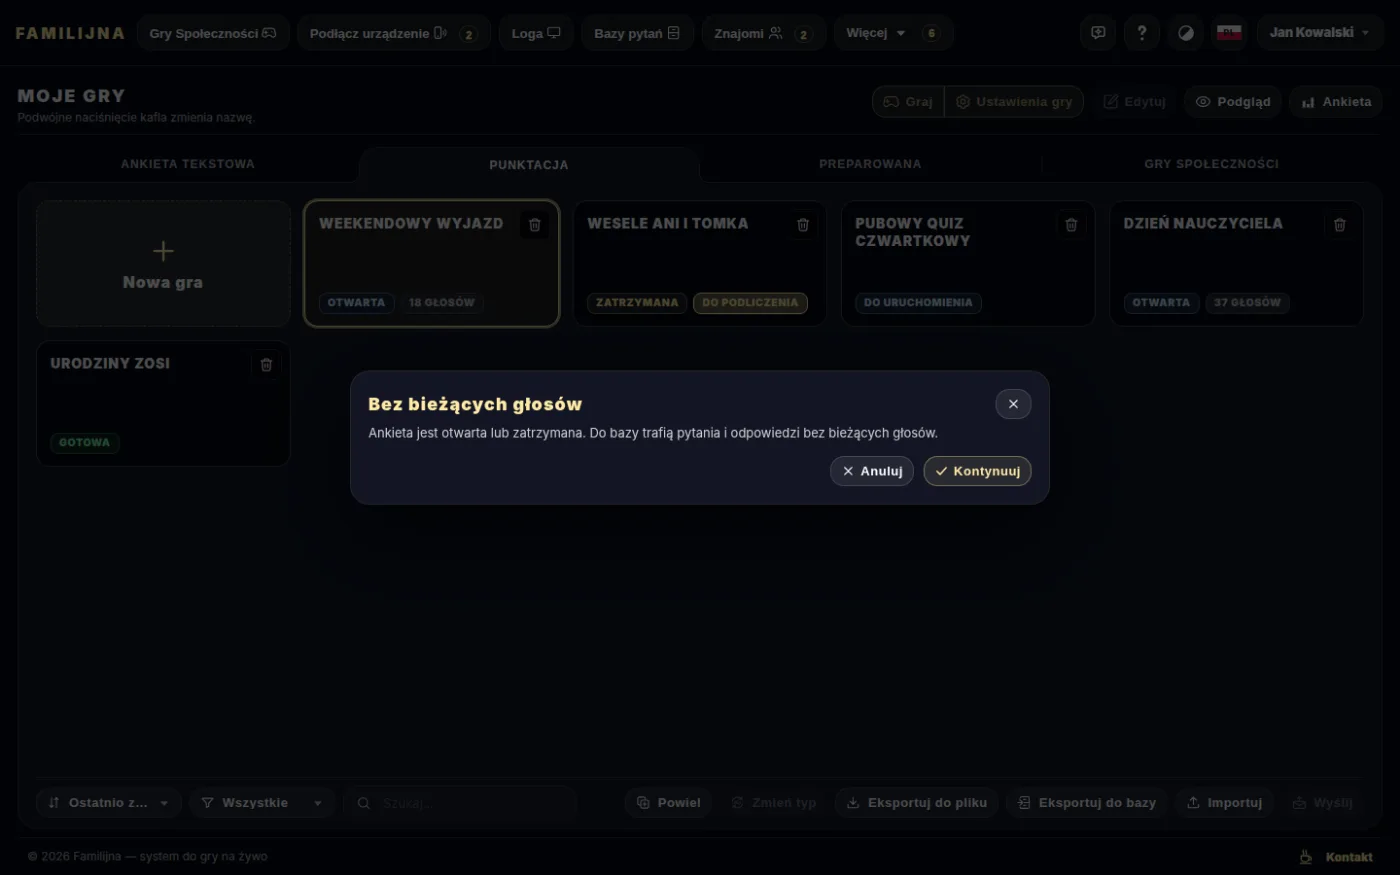 FAMILIJNA
Gry Społeczności
Podłącz urządzenie 2
Loga
Bazy pytań
Znajomi 2
Więcej 6
?
PL
Jan Kowalski
MOJE GRY
Podwójne naciśnięcie kafla zmienia nazwę.
Graj
Ustawienia gry
Edytuj
Podgląd
Ankieta
ANKIETA TEKSTOWA
PUNKTACJA
PREPAROWANA
GRY SPOŁECZNOŚCI
Nowa gra
WEEKENDOWY WYJAZD
OTWARTA
18 GŁOSÓW
WESELE ANI I TOMKA
ZATRZYMANA
DO PODLICZENIA
PUBOWY QUIZ
CZWARTKOWY
DO URUCHOMIENIA
DZIEŃ NAUCZYCIELA
OTWARTA
37 GŁOSÓW
URODZINY ZOSI
GOTOWA
Bez bieżących głosów
Ankieta jest otwarta lub zatrzymana. Do bazy trafią pytania i odpowiedzi bez bieżących głosów.
Anuluj
Kontynuuj
Ostatnio z...
Wszystkie
Szukaj...
Powiel
Zmień typ
Eksportuj do pliku
Eksportuj do bazy
Importuj
Wyślij
© 2026 Familijna — system do gry na żywo
Kontakt